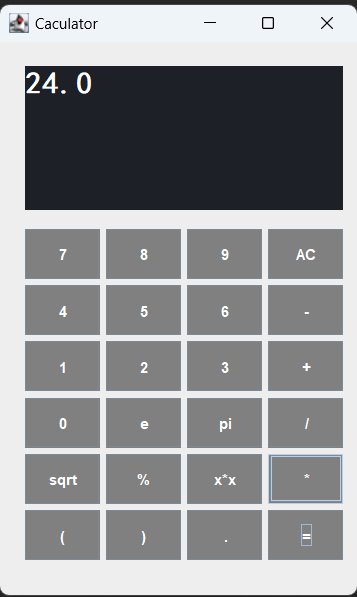 Caculator
24.0
7 8 9 AC
4 5 6 -
1 2 3 +
0 e pi /
sqrt % x*x *
( ) . =